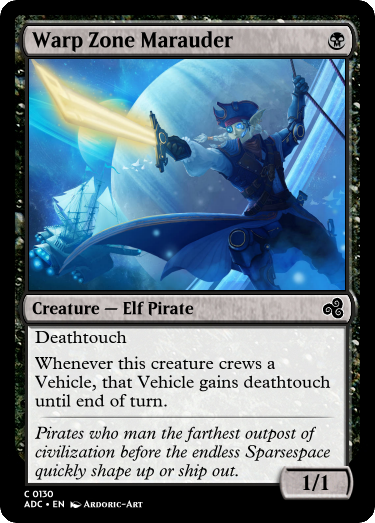 Warp Zone Marauder
Creature — Elf Pirate
Deathtouch
Whenever this creature crews a
Vehicle, that Vehicle gains deathtouch
until end of turn.
Pirates who man the farthest outpost of
civilization before the endless Sparsespace
quickly shape up or ship out.
1/1
C 0130
ADC • EN Ardoric-Art